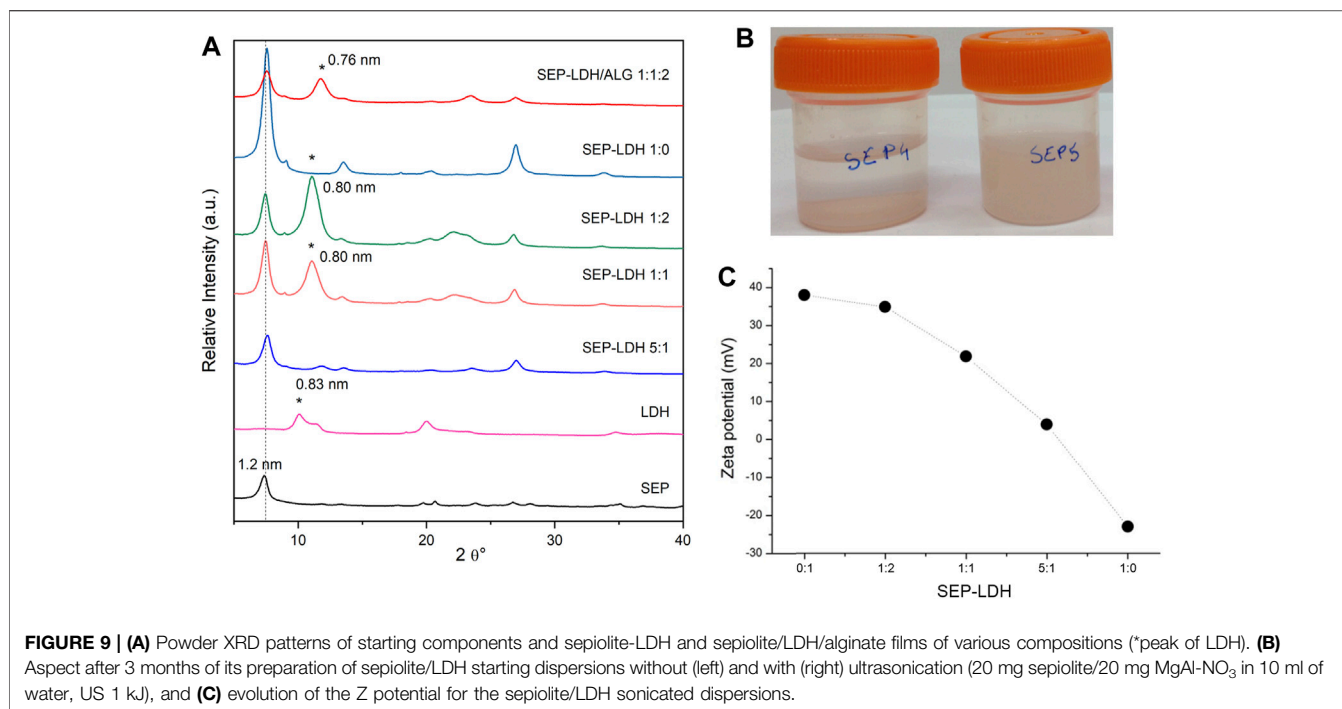 A
* 0.76 nm
SEP-LDH/ALG 1:1:2
SEP-LDH 1:0
*
0.80 nm
SEP-LDH 1:2
*
0.80 nm
SEP-LDH 1:1
SEP-LDH 5:1
0.83 nm
*
LDH
1.2 nm
SEP
Relative Intensity (a.u.)
10 20 30 40
2 θ°
B
SEP4
SEP5
C
40
30
20
10
0
-10
-20
-30
Zeta potential (mV)
0:1 1:2 1:1 5:1 1:0
SEP-LDH
FIGURE 9 | (A) Powder XRD patterns of starting components and sepiolite-LDH and sepiolite/LDH/alginate films of various compositions (*peak of LDH). (B)
Aspect after 3 months of its preparation of sepiolite/LDH starting dispersions without (left) and with (right) ultrasonication (20 mg sepiolite/20 mg MgAl-NO₃ in 10 ml of
water, US 1 kJ), and (C) evolution of the Z potential for the sepiolite/LDH sonicated dispersions.